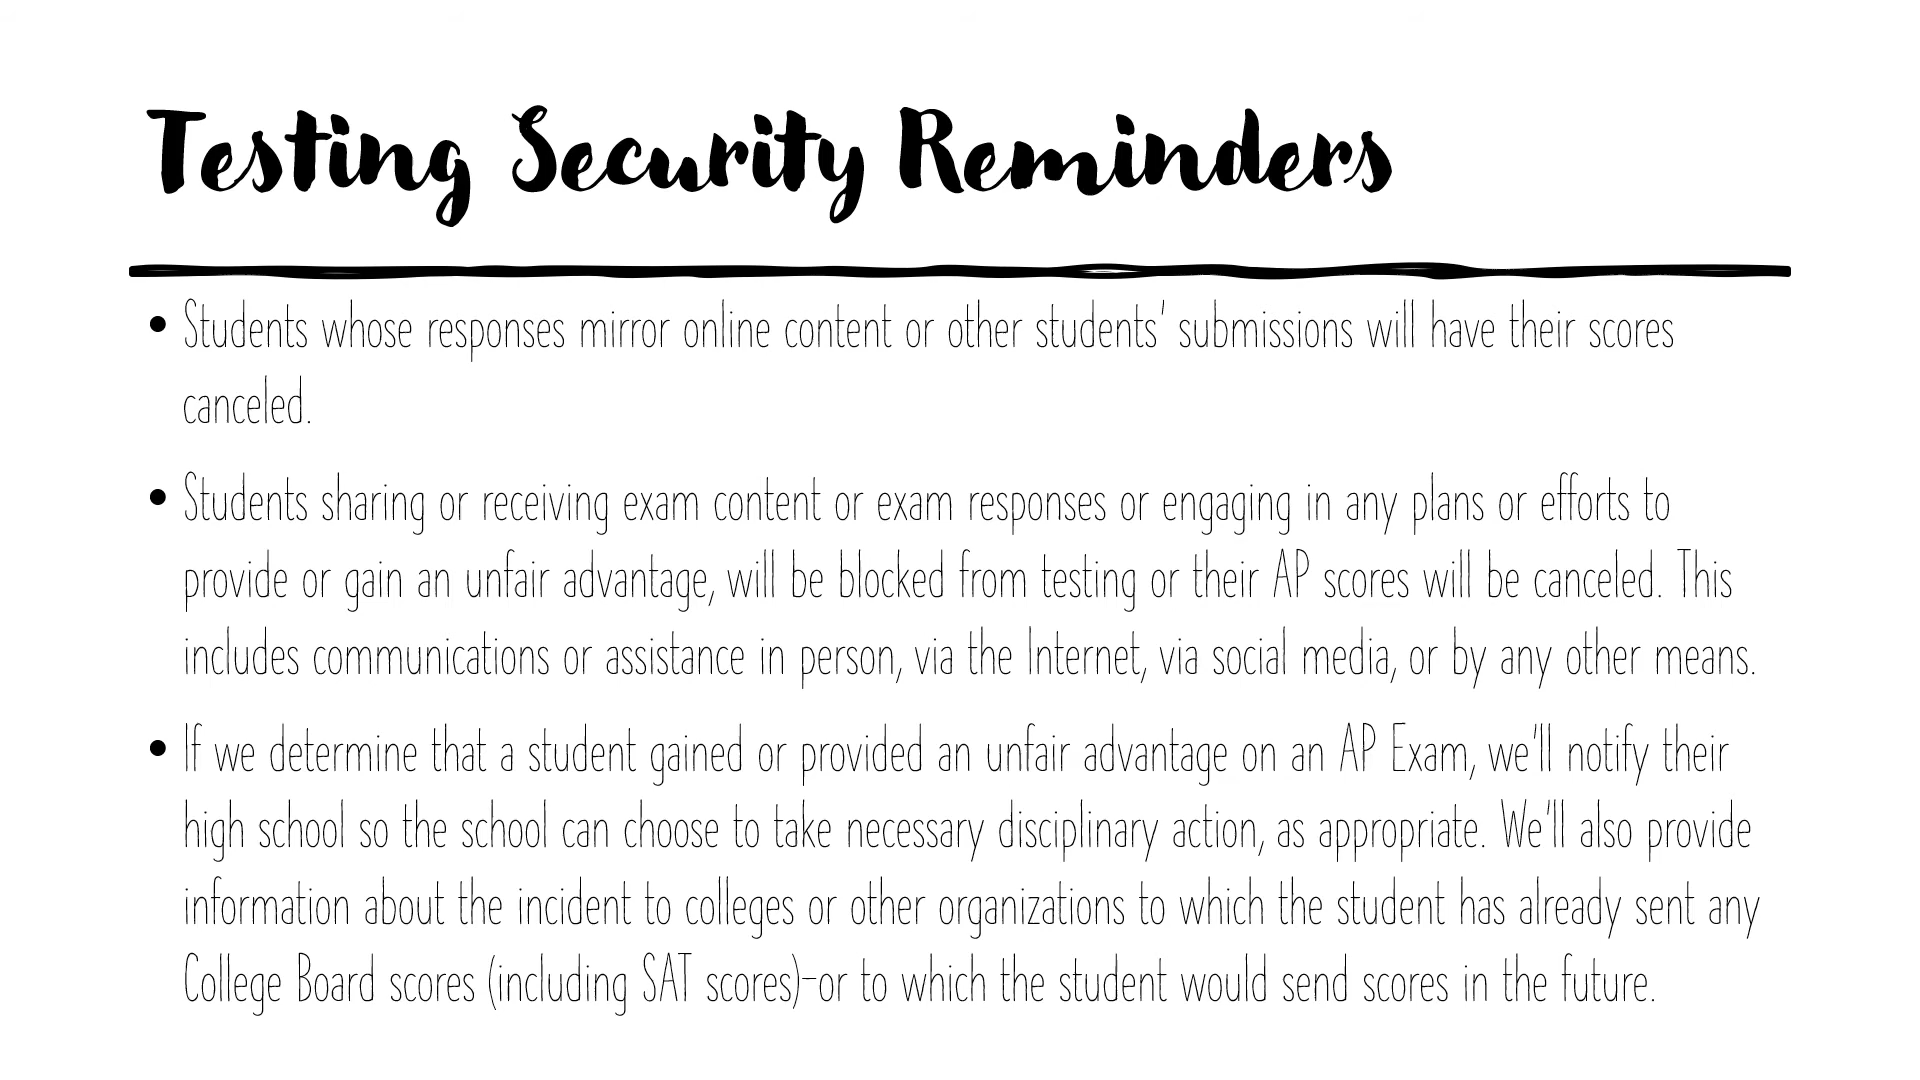 Testing Security Reminders
• Students whose responses mirror online content or other students’ submissions will have their scores
canceled.
• Students sharing or receiving exam content or exam responses or engaging in any plans or efforts to
provide or gain an unfair advantage, will be blocked from testing or their AP scores will be canceled. This
includes communications or assistance in person, via the Internet, via social media, or by any other means.
• If we determine that a student gained or provided an unfair advantage on an AP Exam, we’ll notify their
high school so the school can choose to take necessary disciplinary action, as appropriate. We’ll also provide
information about the incident to colleges or other organizations to which the student has already sent any
College Board scores (including SAT scores)–or to which the student would send scores in the future.